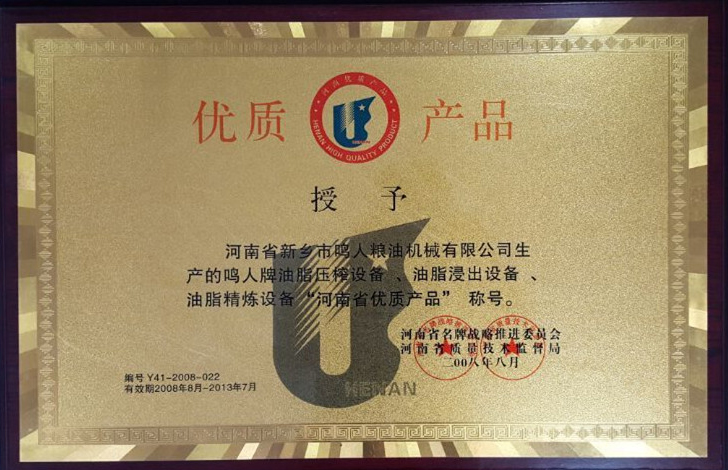 河南优质产品
HENAN
HENAN HIGH QUALITY PRODUCT
优质 产品
授 予
河南省新乡市鸣人粮油机械有限公司生
产的鸣人牌油脂压榨设备、油脂浸出设备、
油脂精炼设备“河南省优质产品” 称号。
河南省名牌战略推进委员会
河南省质量技术监督局
二00八年八月
编号 Y41-2008-022
有效期2008年8月-2013年7月
HENAN